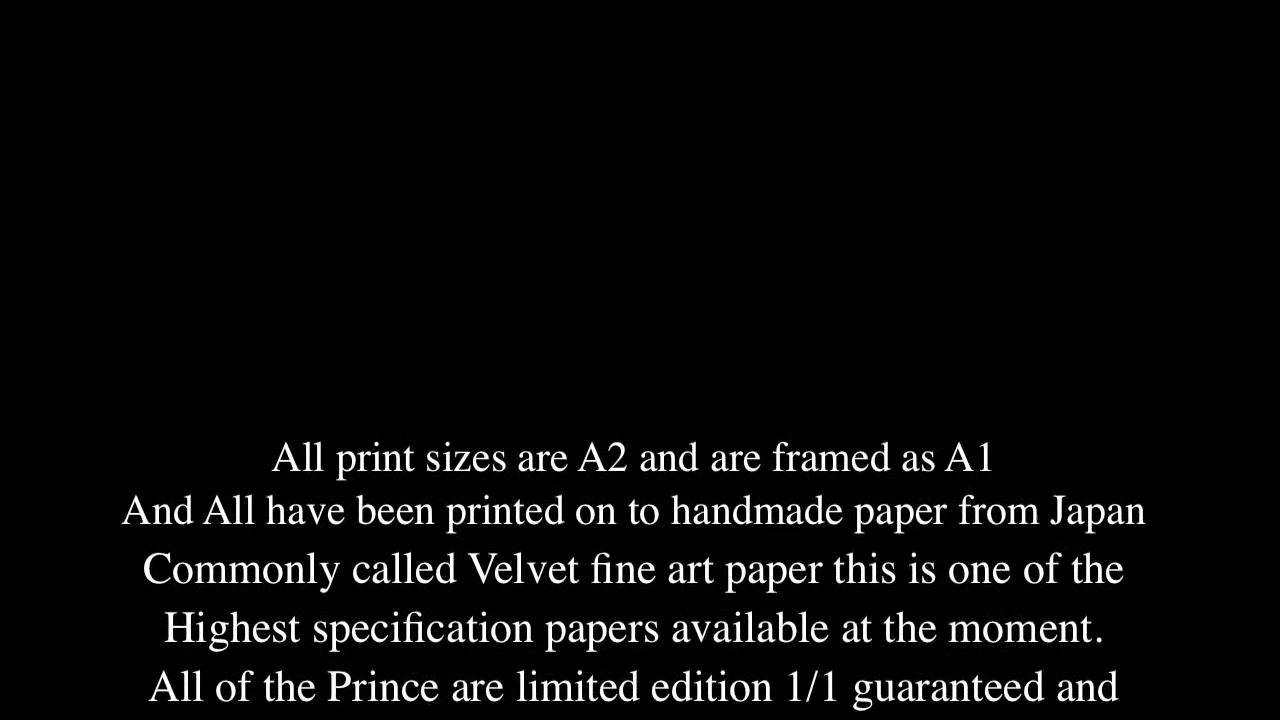 All print sizes are A2 and are framed as A1
And All have been printed on to handmade paper from Japan
Commonly called Velvet fine art paper this is one of the
Highest specification papers available at the moment.
All of the Prince are limited edition 1/1 guaranteed and